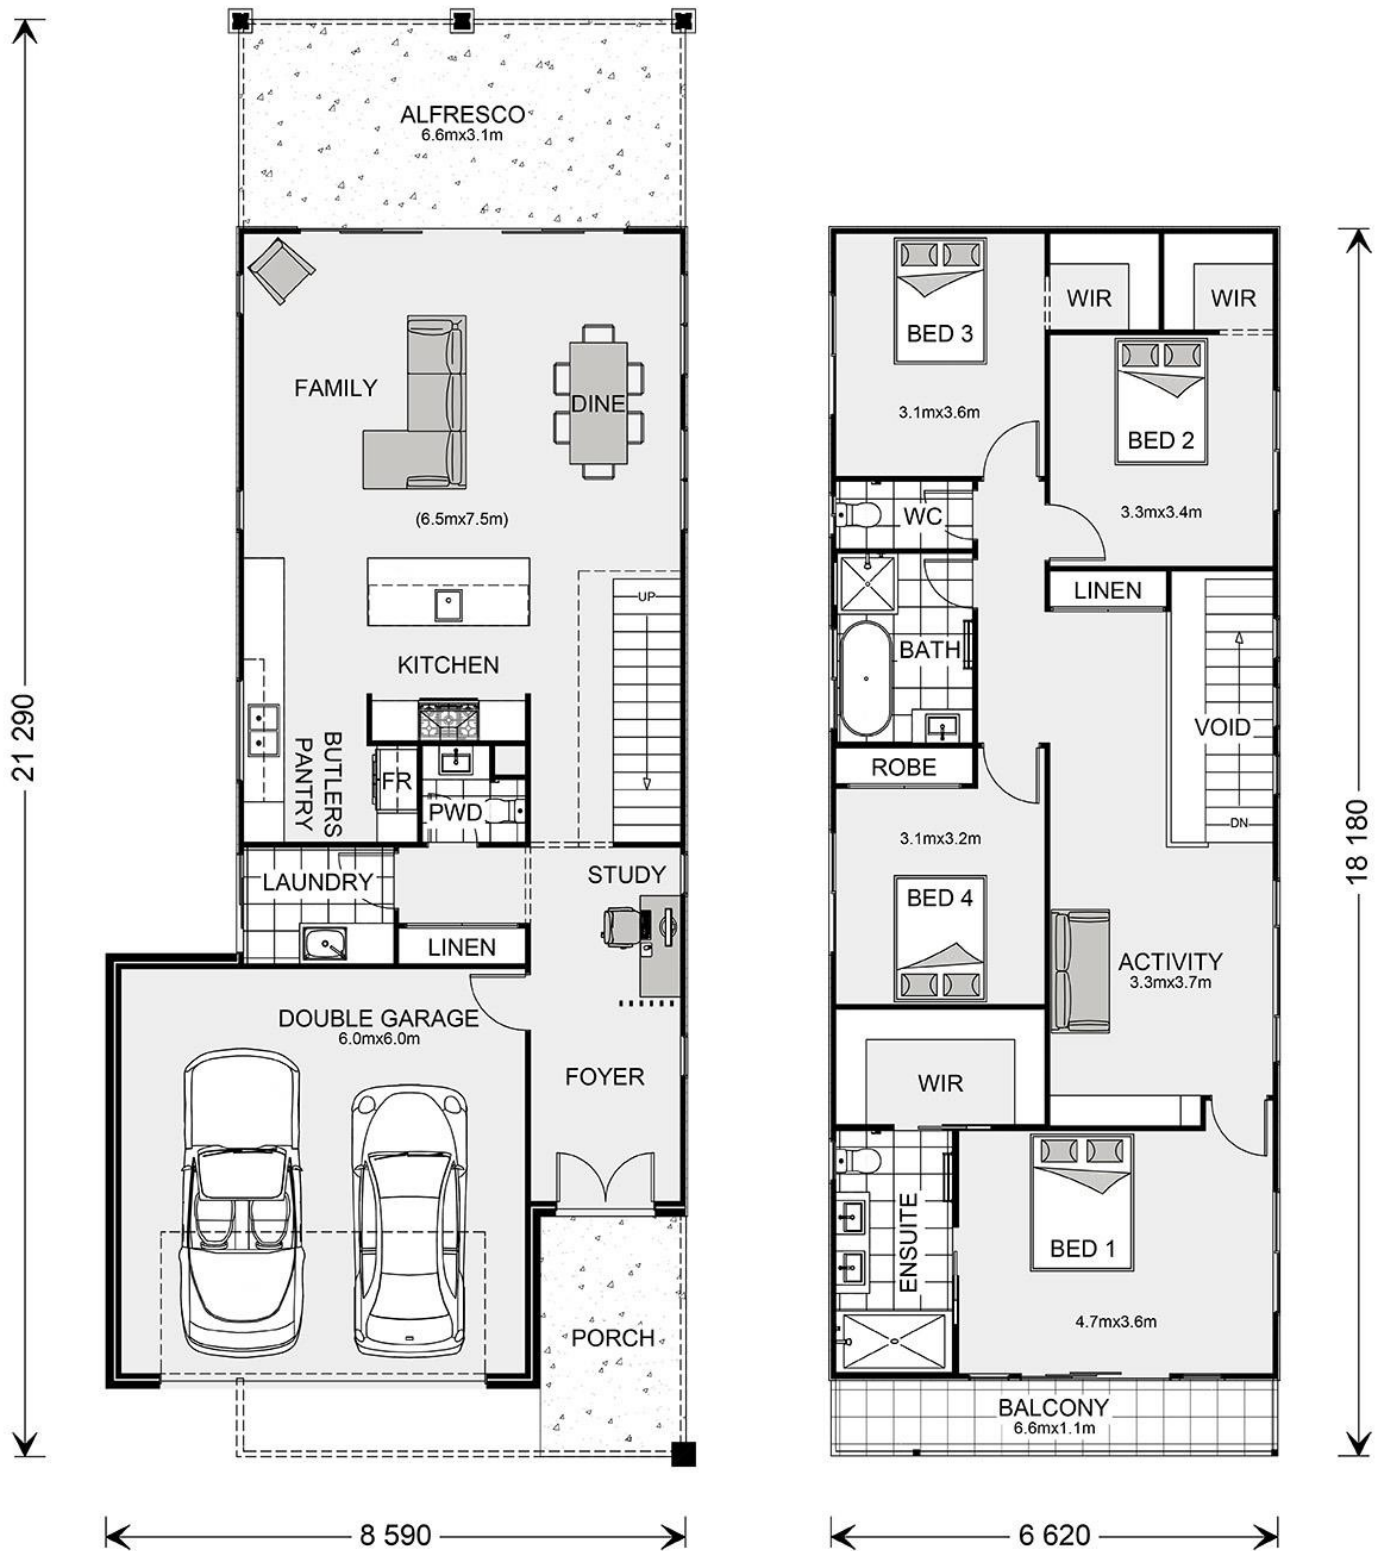 ALFRESCO
6.6mx3.1m
FAMILY
DINE
(6.5mx7.5m)
UP
KITCHEN
BUTLERS
PANTRY
FR
PWD
LAUNDRY
STUDY
LINEN
DOUBLE GARAGE
6.0mx6.0m
FOYER
PORCH
21 290
8 590
WIR
WIR
BED 3
3.1mx3.6m
BED 2
3.3mx3.4m
WC
LINEN
BATH
VOID
ROBE
DN
3.1mx3.2m
BED 4
ACTIVITY
3.3mx3.7m
WIR
ENSUITE
BED 1
4.7mx3.6m
BALCONY
6.6mx1.1m
18 180
6 620